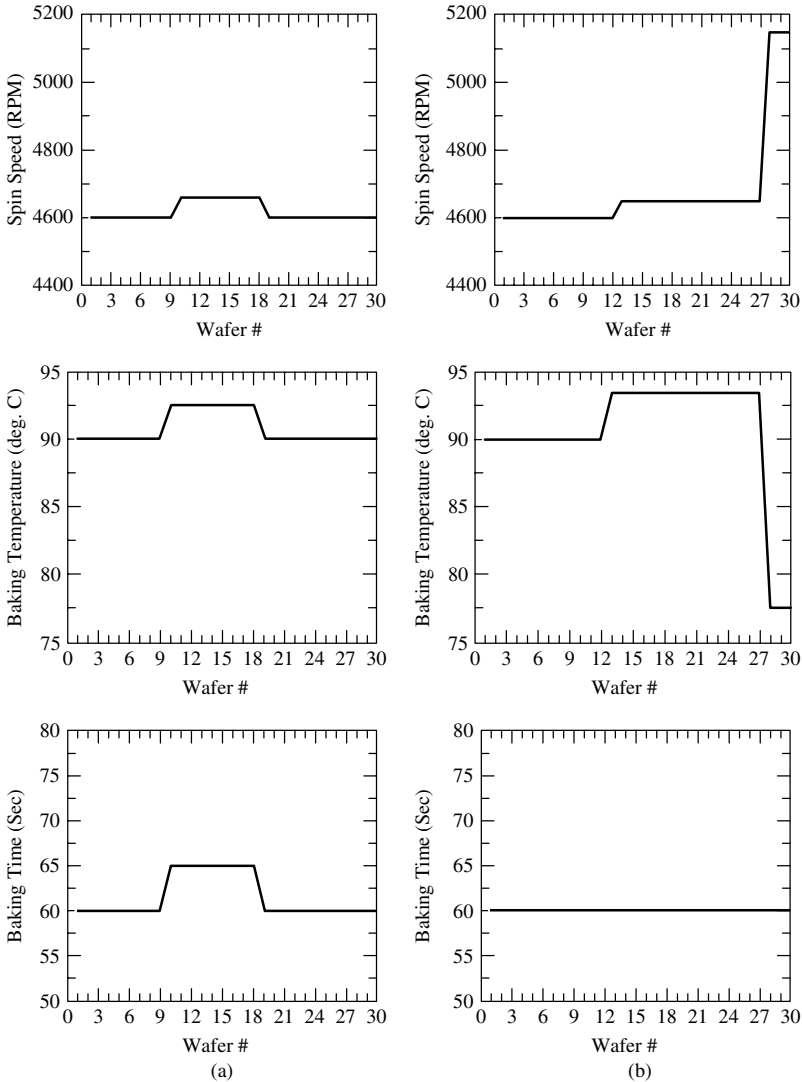 5200
5000
4800
4600
4400
Spin Speed (RPM)
0 3 6 9 12 15 18 21 24 27 30
Wafer #
5200
5000
4800
4600
4400
Spin Speed (RPM)
0 3 6 9 12 15 18 21 24 27 30
Wafer #
95
90
85
80
75
Baking Temperature (deg. C)
0 3 6 9 12 15 18 21 24 27 30
Wafer #
95
90
85
80
75
Baking Temperature (deg. C)
0 3 6 9 12 15 18 21 24 27 30
Wafer #
80
75
70
65
60
55
50
Baking Time (Sec)
0 3 6 9 12 15 18 21 24 27 30
Wafer #
(a)
80
75
70
65
60
55
50
Baking Time (Sec)
0 3 6 9 12 15 18 21 24 27 30
Wafer #
(b)